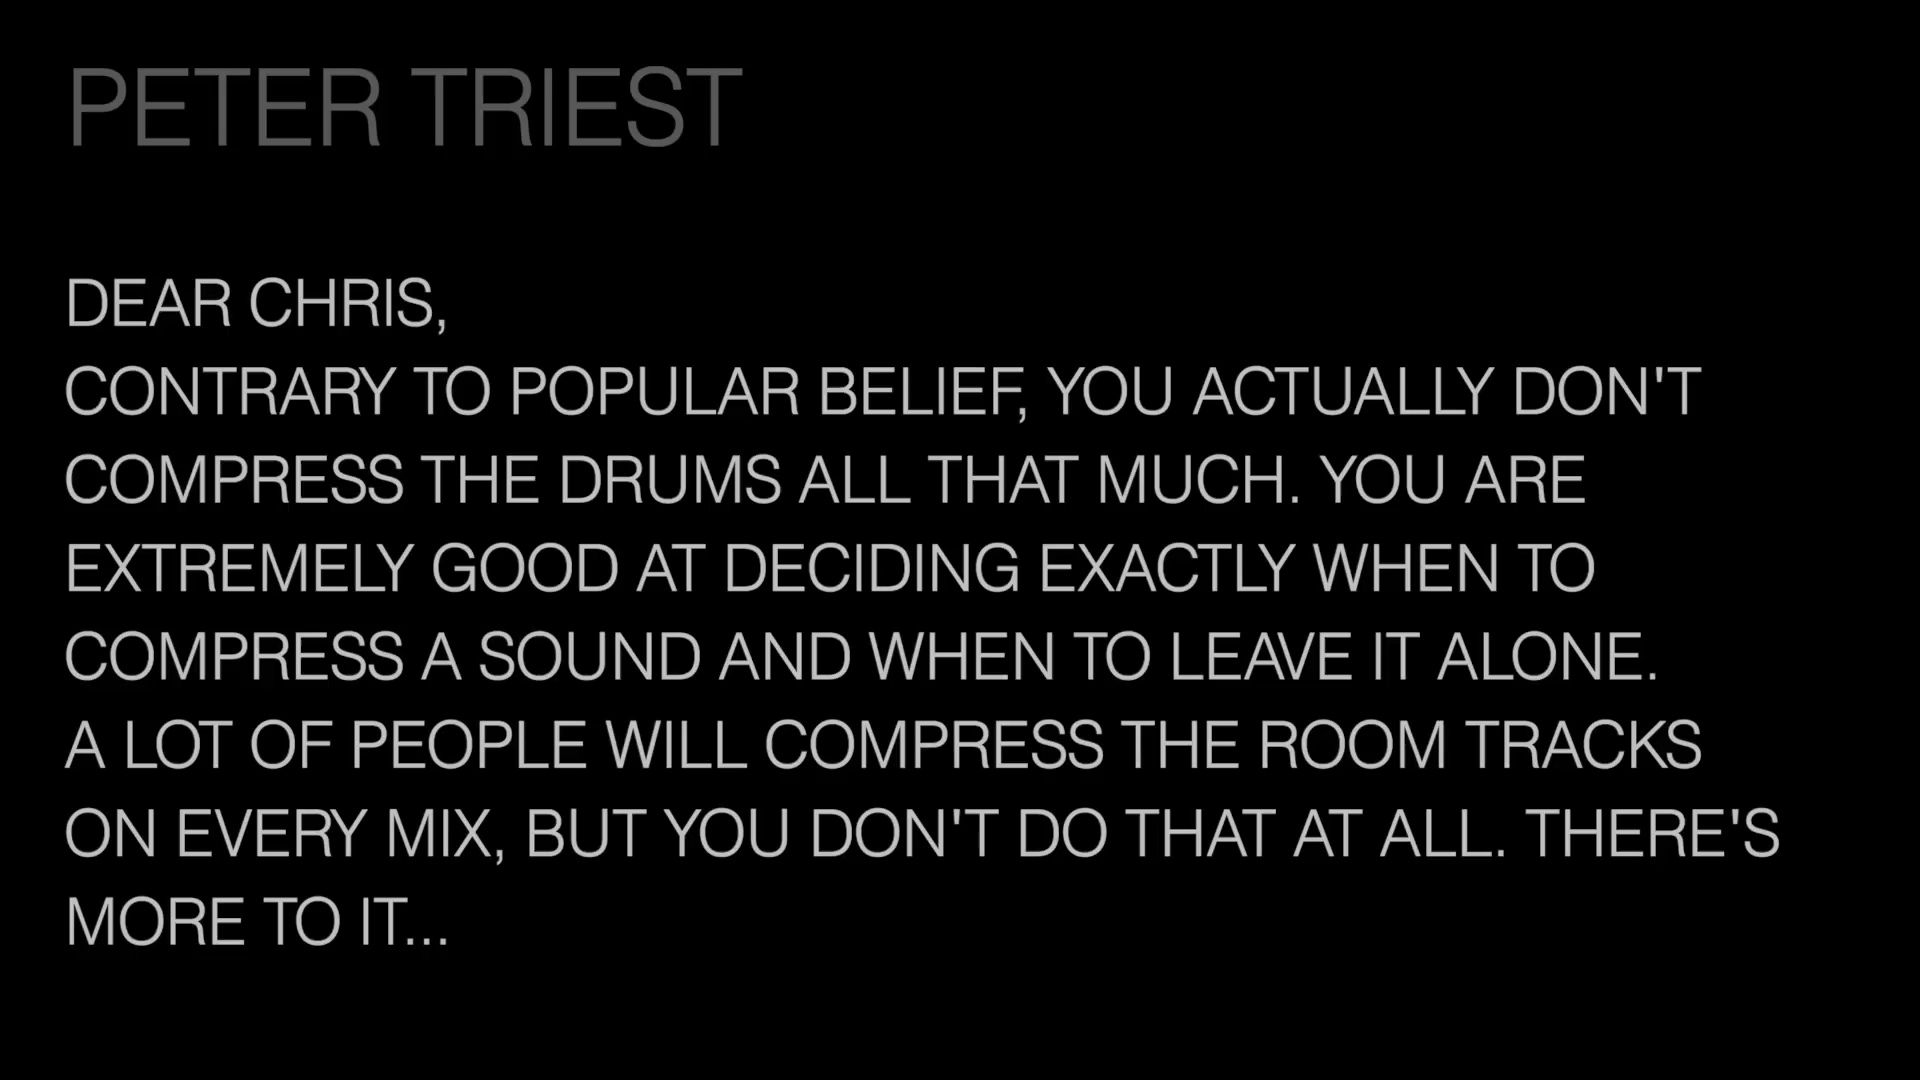 PETER TRIEST
DEAR CHRIS,
CONTRARY TO POPULAR BELIEF, YOU ACTUALLY DON'T
COMPRESS THE DRUMS ALL THAT MUCH. YOU ARE
EXTREMELY GOOD AT DECIDING EXACTLY WHEN TO
COMPRESS A SOUND AND WHEN TO LEAVE IT ALONE.
A LOT OF PEOPLE WILL COMPRESS THE ROOM TRACKS
ON EVERY MIX, BUT YOU DON'T DO THAT AT ALL. THERE'S
MORE TO IT...